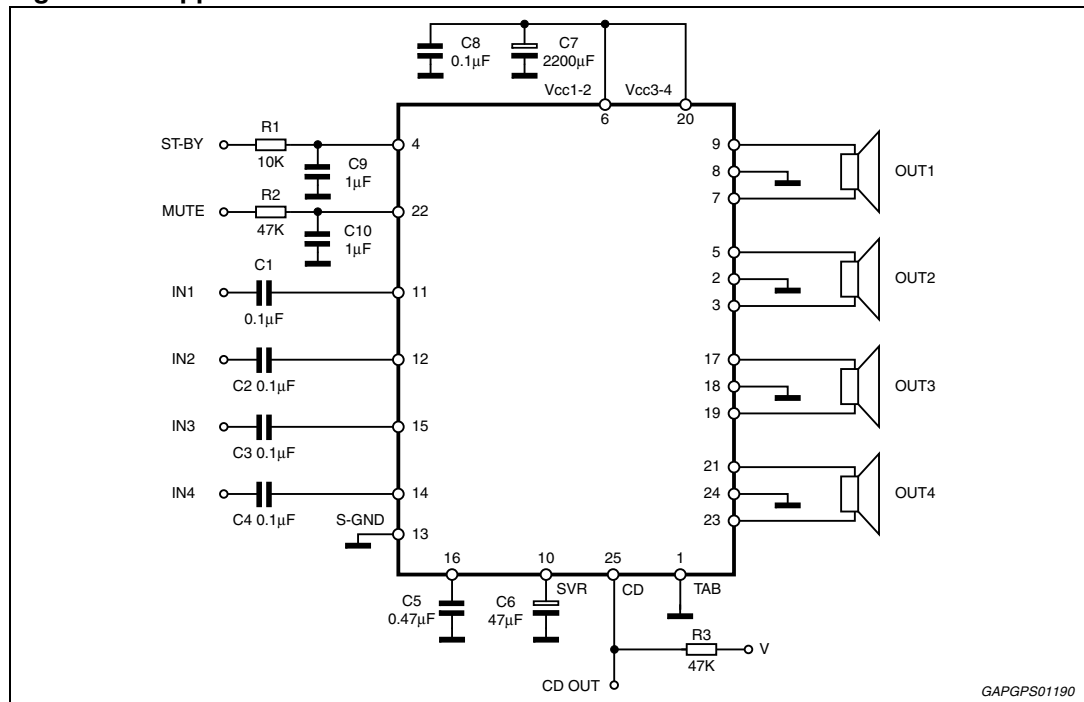 C8
0.1µF
C7
2200µF
Vcc1-2
Vcc3-4
6
20
ST-BY
R1
10K
C9
1µF
4
MUTE
R2
47K
C10
1µF
22
IN1
C1
0.1µF
11
IN2
C2 0.1µF
12
IN3
C3 0.1µF
15
IN4
C4 0.1µF
14
S-GND
13
9
8
7
OUT1
5
2
3
OUT2
17
18
19
OUT3
21
24
23
OUT4
16
10
25
1
SVR
CD
TAB
C5
0.47µF
C6
47µF
R3
47K
V
CD OUT
GAPGPS01190